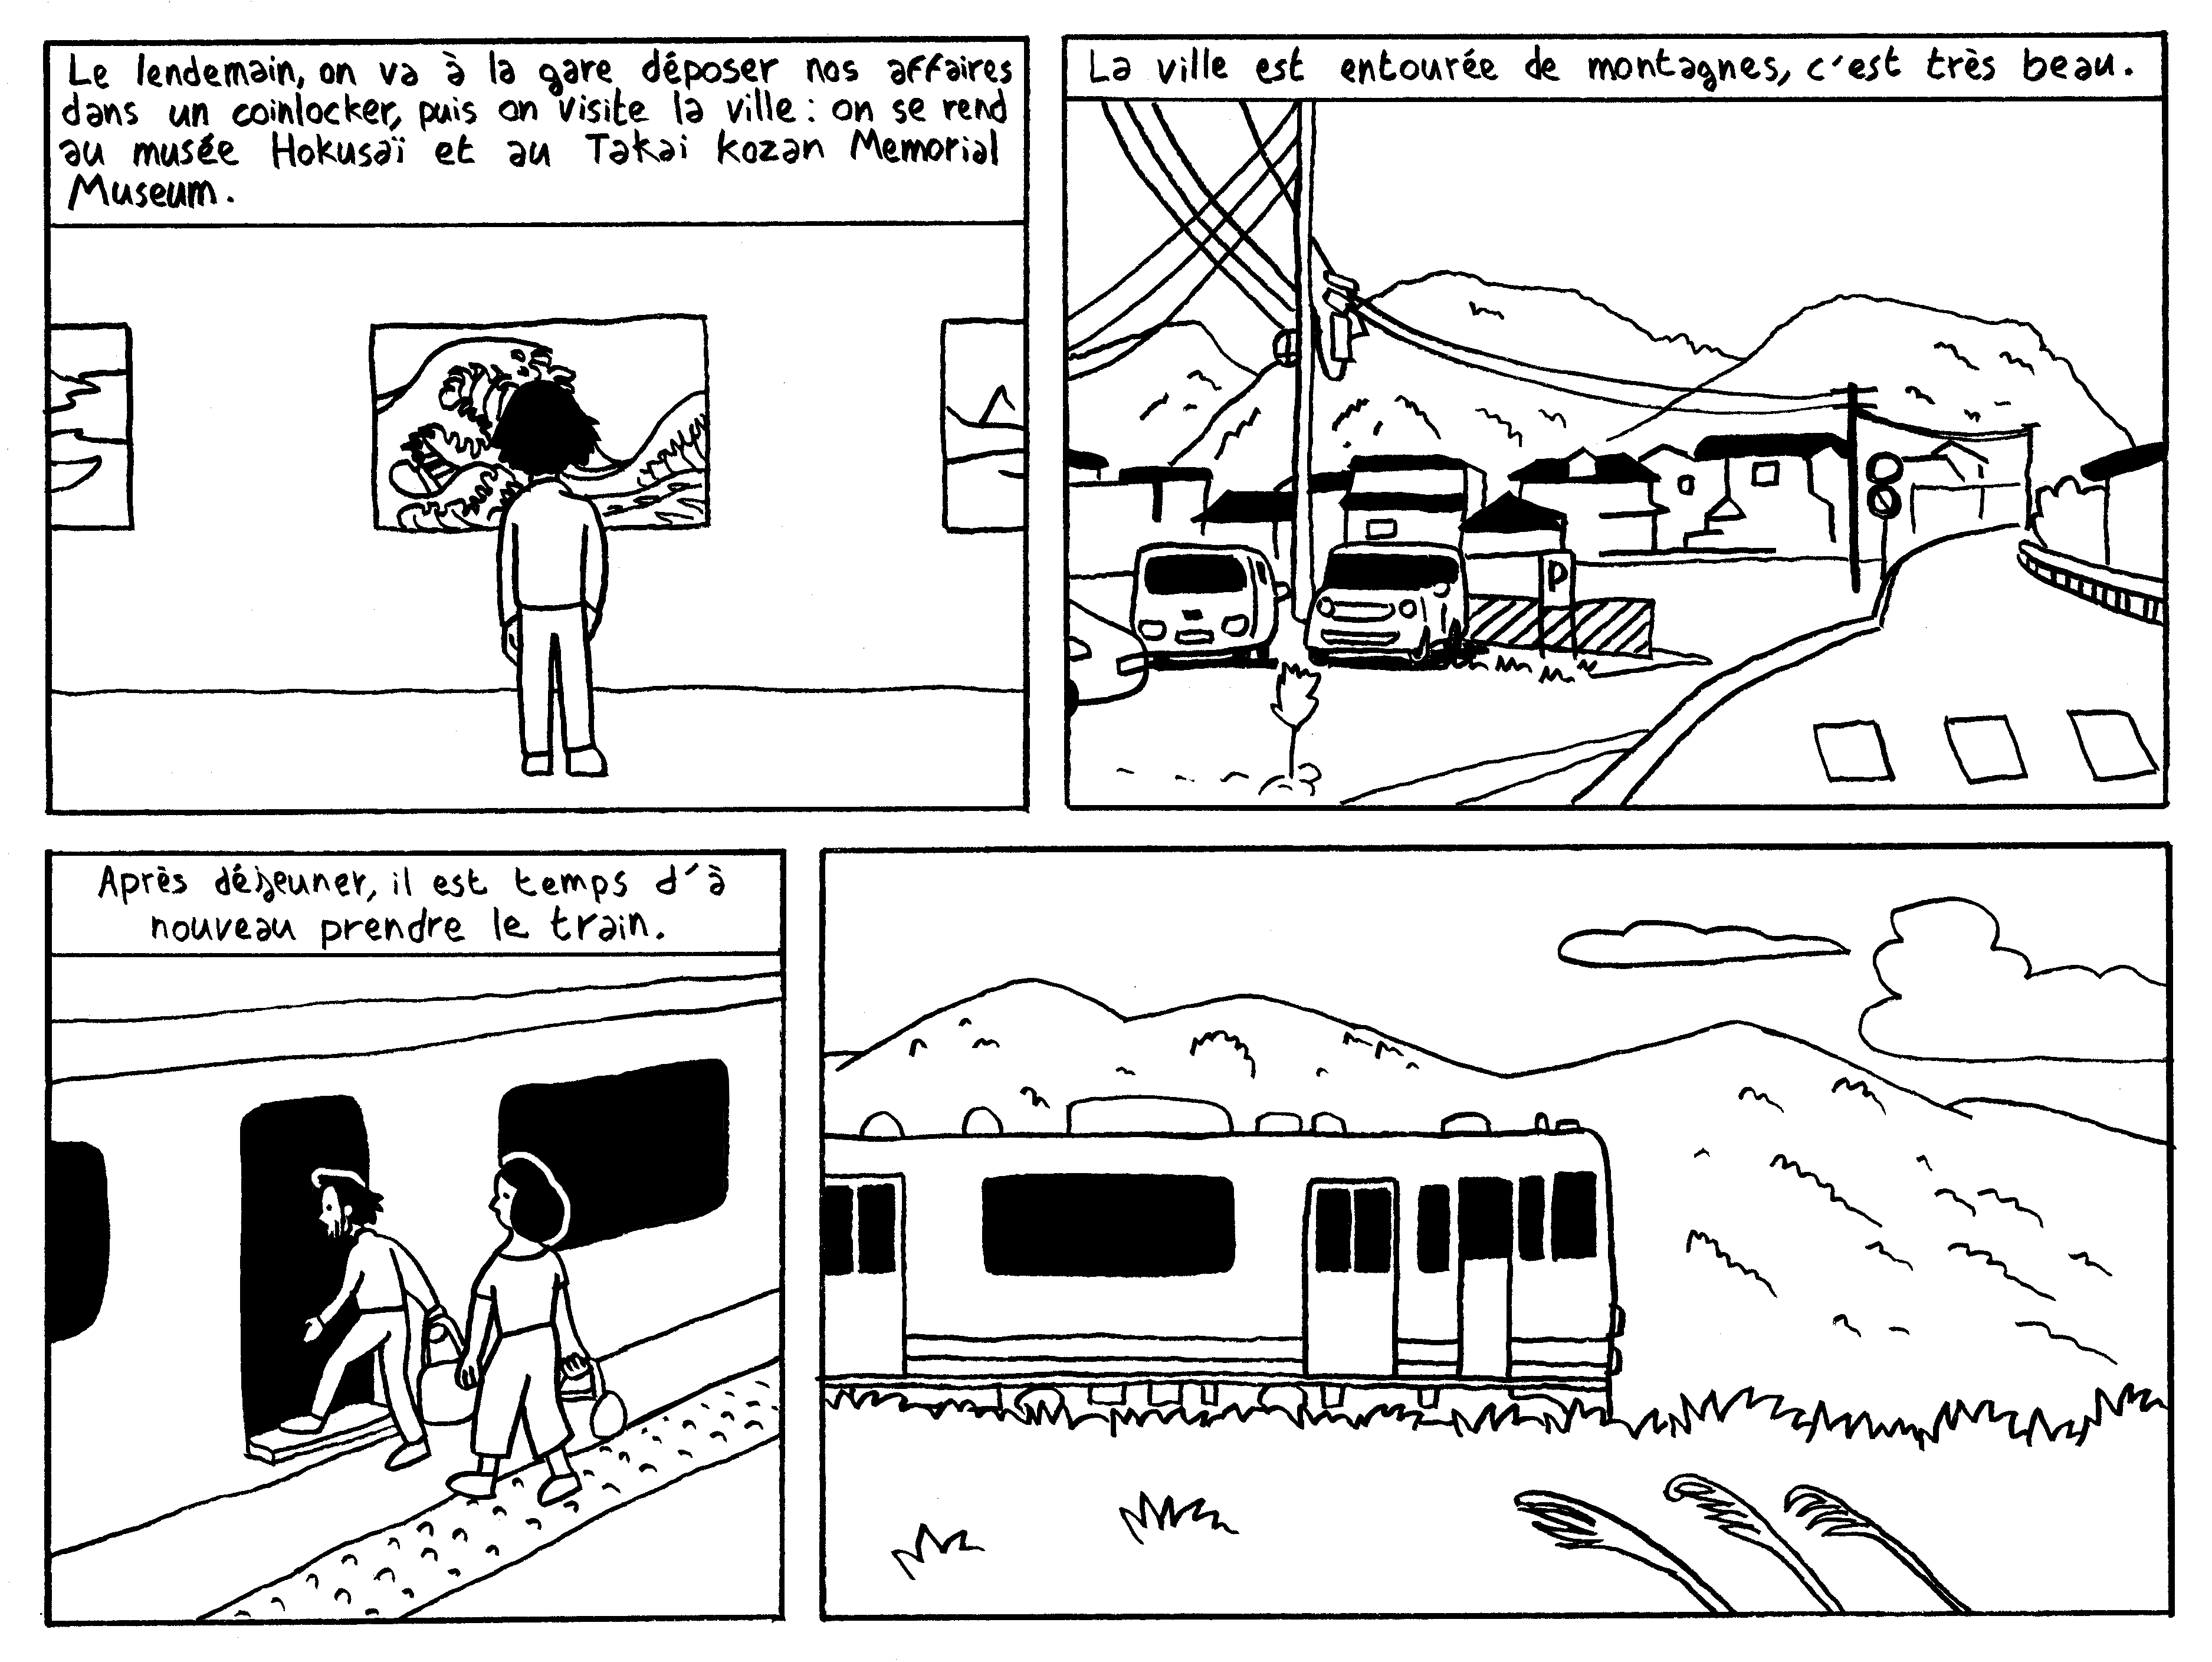 Le lendemain, on va à la gare déposer nos affaires
dans un coinlocker, puis on visite la ville : on se rend
au musée Hokusaï et au Takai kozan Memorial
Museum.
La ville est entourée de montagnes, c'est très beau.
P
Après déjeuner, il est temps d'à
nouveau prendre le train.